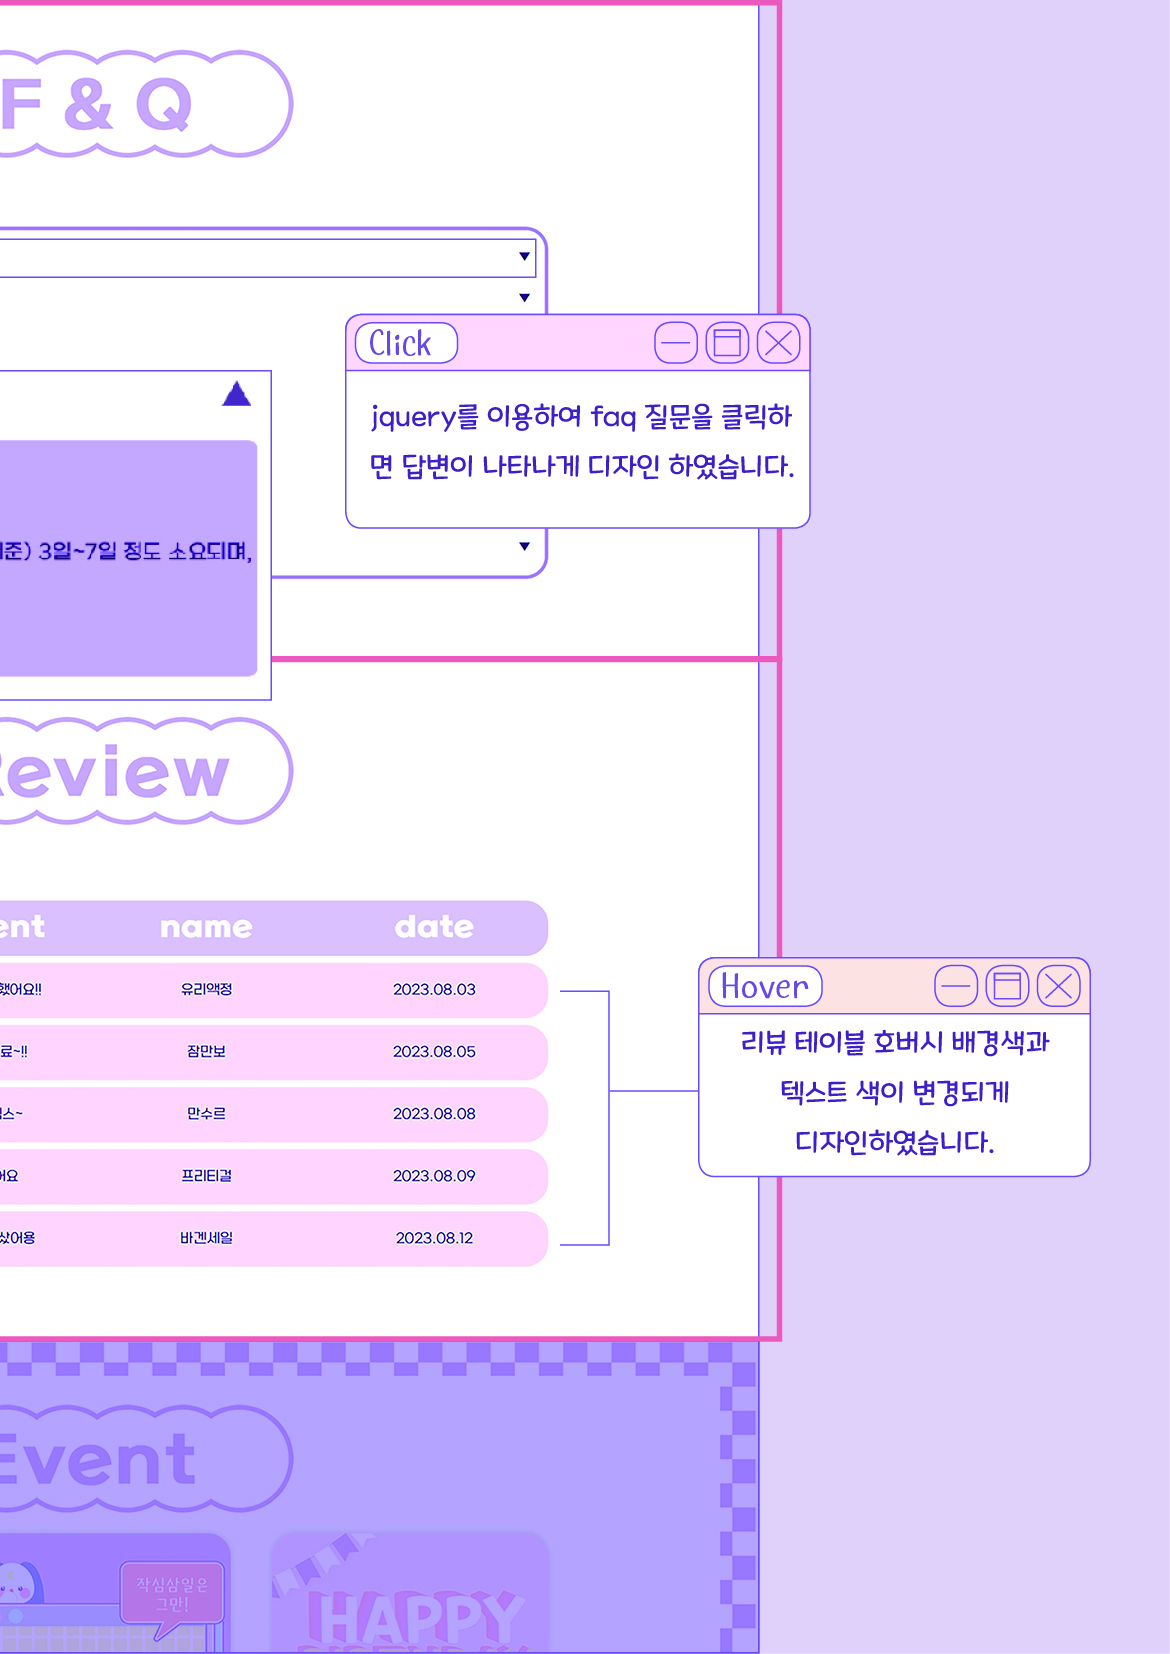 F & Q
Click
jquery를 이용하여 faq 질문을 클릭하
면 답변이 나타나게 디자인 하였습니다.
3일~7일 정도 소요되며,
Review
name date
했어요!! 유리액정 2023.08.03
료~!! 잠만보 2023.08.05
스~ 만수르 2023.08.08
어요 프리티걸 2023.08.09
샀어용 바겐세일 2023.08.12
Hover
리뷰 테이블 호버시 배경색과
텍스트 색이 변경되게
디자인하였습니다.
Event
작심삼일은
그만!
HAPPY